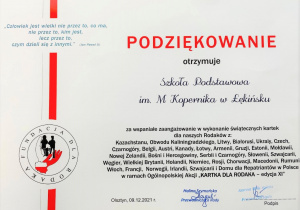 „Człowiek jest wielki nie przez to, co ma,
nie przez to, kim jest,
lecz przez to,
czym dzieli się z innymi."
PODZIĘKOWANIE
otrzymuje
Szkoła Podstawowa
im. M Kopernika w Łękińsku
za wspaniałe zaangażowanie w wykonanie świątecznych kartek
dla naszych Rodaków z:
Kazachstanu, Obwodu Kaliningradzkiego, Litwy, Białorusi, Ukrainy, Czech,
Czarnogóry, Belgii, Austrii, Kanady, Łotwy, Armenii, Gruzji, Estonii, Mołdawii,
Nowej Zelandii, Bośni i Hercegowiny, Serbii i Czarnogóry, Słowenii, Szwajcarii,
Węgier, Wielkiej Brytanii, Holandii, Niemiec, Rosji, Chorwacji, Macedonii, Rumunii,
Włoch, Francji, Norwegii, Irlandii, Szwajcarii i Domu dla Repatriantów w Polsce
w ramach Ogólnopolskiej Akcji „KARTKA DLA RODAKA – edycja XI"
FUNDACJA DLA RODAKA
Olsztyn, 09.12.2021
Podpis